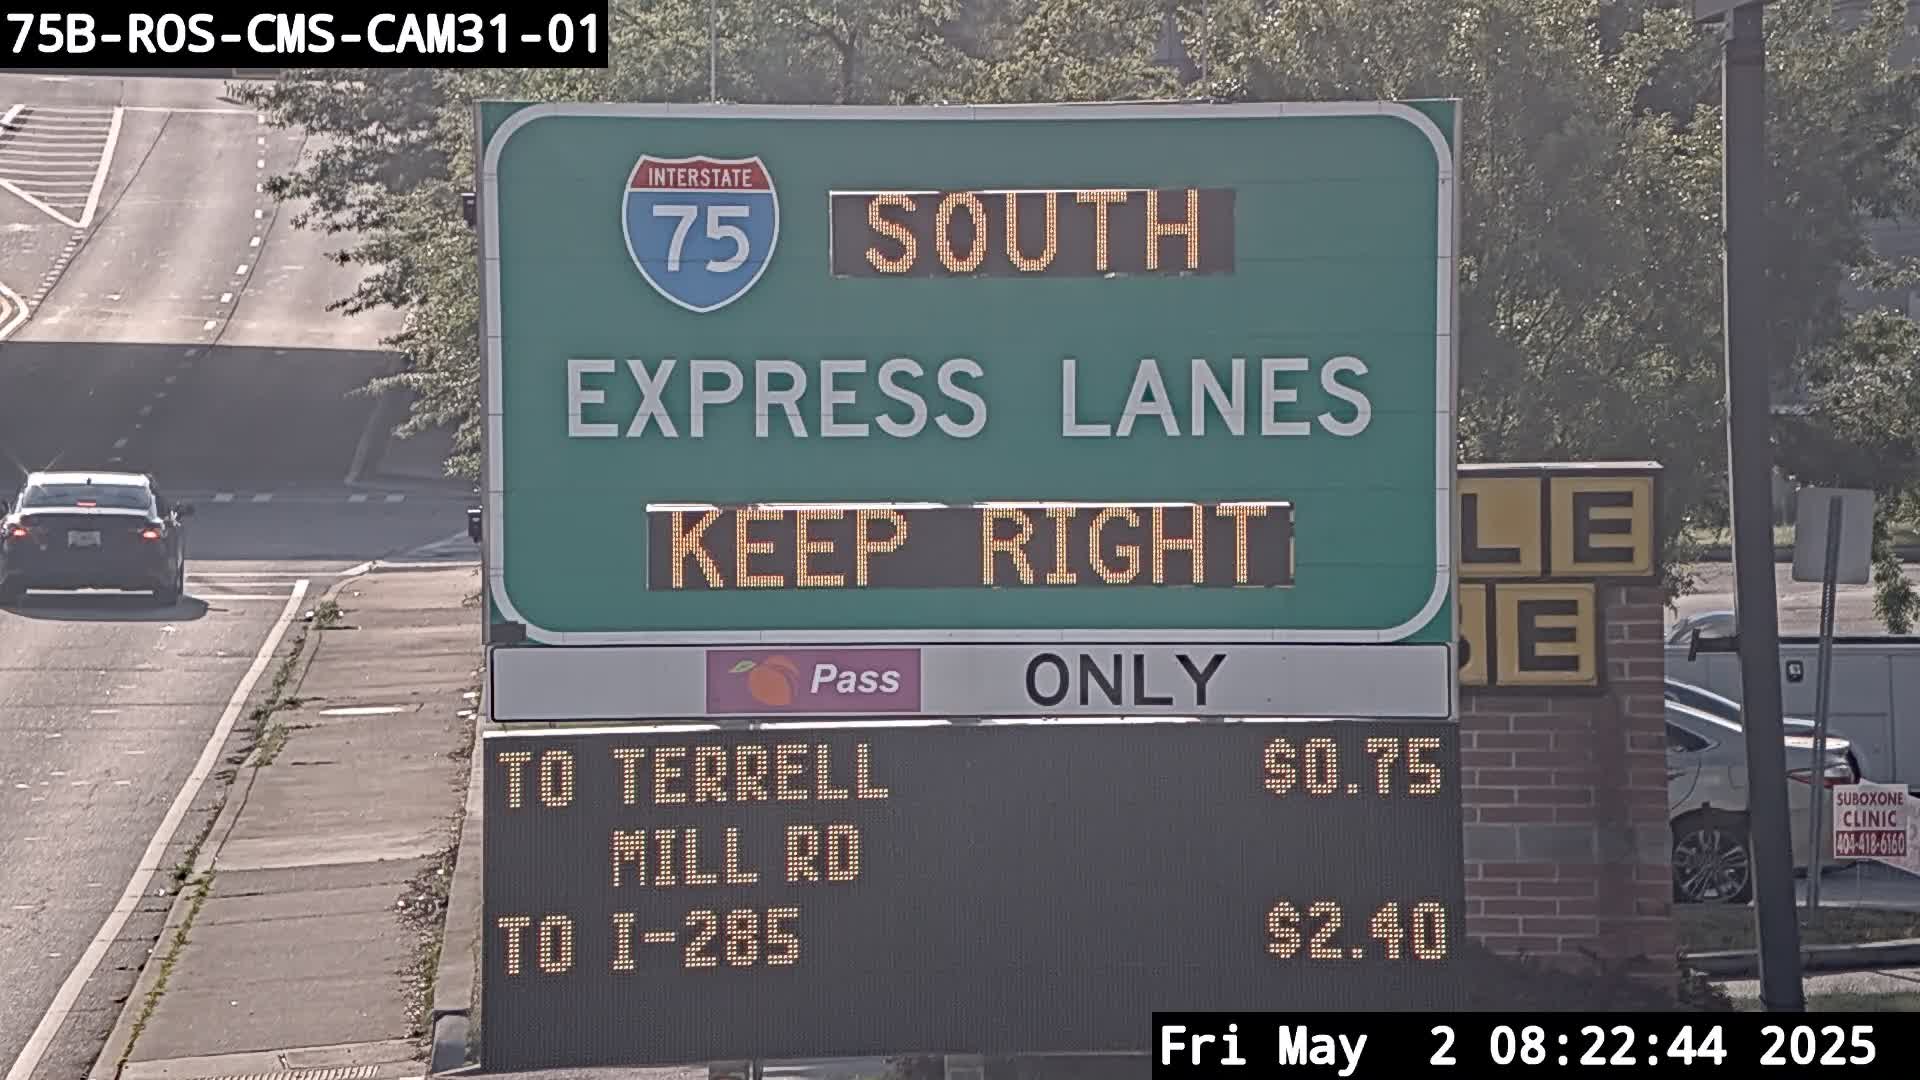 75B-ROS-CMS-CAM31-01
INTERSTATE
75
SOUTH
EXPRESS LANES
KEEP RIGHT
Pass ONLY
TO TERRELL $0.75
MILL RD
TO I-285 $2.40
LE
E
SUBOXONE
CLINIC
404-418-6160
Fri May 2 08:22:44 2025